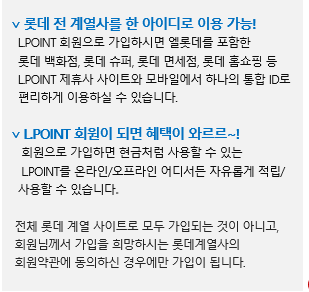 v 롯데 전 계열사를 한 아이디로 이용 가능!
LPOINT 회원으로 가입하시면 엘롯데를 포함한
롯데 백화점, 롯데 슈퍼, 롯데 면세점, 롯데 홈쇼핑 등
LPOINT 제휴사 사이트와 모바일에서 하나의 통합 ID로
편리하게 이용하실 수 있습니다.
v LPOINT 회원이 되면 혜택이 와르르~!
회원으로 가입하면 현금처럼 사용할 수 있는
LPOINT를 온라인/오프라인 어디서든 자유롭게 적립/
사용할 수 있습니다.
전체 롯데 계열 사이트로 모두 가입되는 것이 아니고,
회원님께서 가입을 희망하시는 롯데계열사의
회원약관에 동의하신 경우에만 가입이 됩니다.